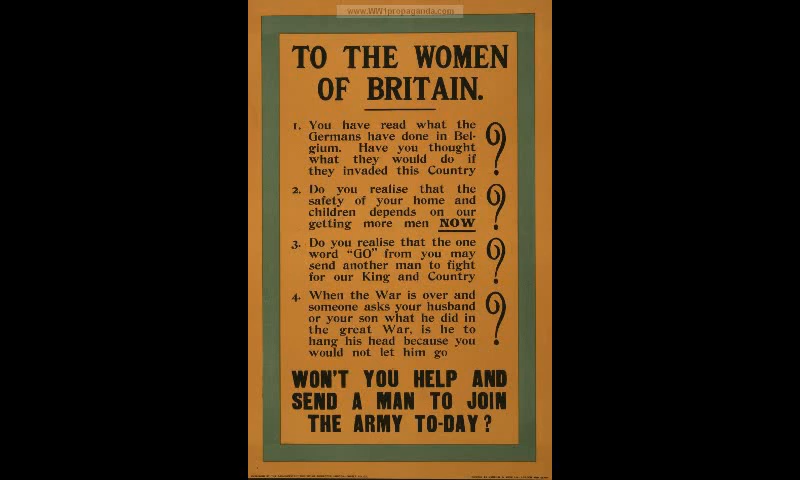 www.WW1propaganda.com
TO THE WOMEN
OF BRITAIN.
1. You have read what the
Germans have done in Bel-
gium. Have you thought
what they would do if
they invaded this Country ?
2. Do you realise that the
safety of your home and
children depends on our
getting more men NOW ?
3. Do you realise that the one
word "GO" from you may
send another man to fight
for our King and Country ?
4. When the War is over and
someone asks your husband
or your son what he did in
the great War, is he to
hang his head because you
would not let him go ?
WON'T YOU HELP AND
SEND A MAN TO JOIN
THE ARMY TO-DAY ?